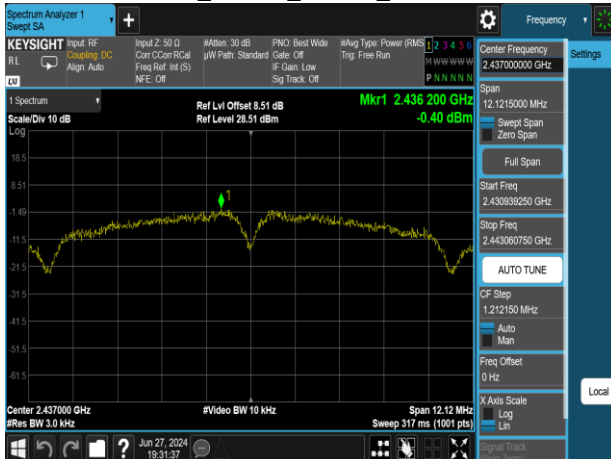 Spectrum Analyzer 1
Swept SA
Frequency
KEYSIGHT
RL
LXI
Input: RF
Coupling: DC
Align: Auto
Input Z: 50 Ω
Corr CCorr RCal
Freq Ref: Int (S)
NFE: Off
#Atten: 30 dB
µW Path: Standard
PNO: Best Wide
Gate: Off
IF Gain: Low
Sig Track: Off
#Avg Type: Power (RMS
Trig: Free Run
1 2 3 4 5 6
M W W W W W
P N N N N N
Center Frequency
2.437000000 GHz
Settings
Span
12.1215000 MHz
Swept Span
Zero Span
Full Span
Start Freq
2.430939250 GHz
Stop Freq
2.443060750 GHz
AUTO TUNE
CF Step
1.212150 MHz
Auto
Man
Freq Offset
0 Hz
X Axis Scale
Log
Lin
Signal Track
Local
1 Spectrum
Scale/Div 10 dB
Log
Ref Lvl Offset 8.51 dB
Ref Level 28.51 dBm
Mkr1 2.436 200 GHz
-0.40 dBm
18.5
8.51
-1.49
-11.5
-21.5
-31.5
-41.5
-51.5
-61.5
1
Center 2.437000 GHz
#Res BW 3.0 kHz
#Video BW 10 kHz
Span 12.12 MHz
Sweep 317 ms (1001 pts)
?
Jun 27, 2024
19:31:37